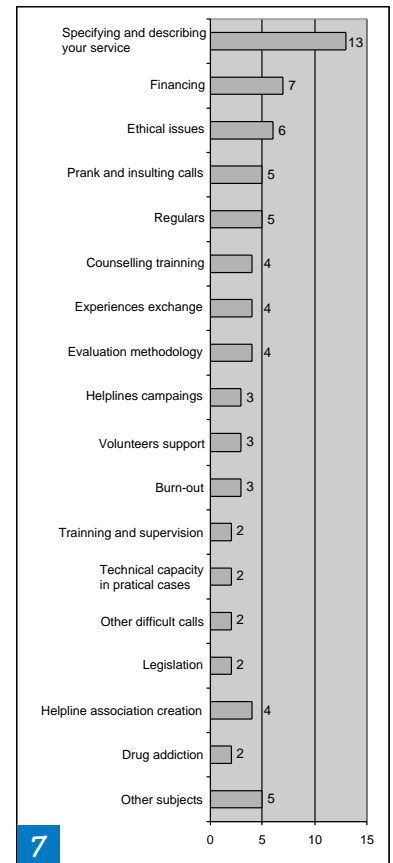 Specifying and describing
your service
13
Financing
7
Ethical issues
6
Prank and insulting calls
5
Regulars
5
Counselling trainning
4
Experiences exchange
4
Evaluation methodology
4
Helplines campaings
3
Volunteers support
3
Burn-out
3
Trainning and supervision
2
Technical capacity
in pratical cases
2
Other difficult calls
2
Legislation
2
Helpline association creation
4
Drug addiction
2
Other subjects
5
0 5 10 15
7